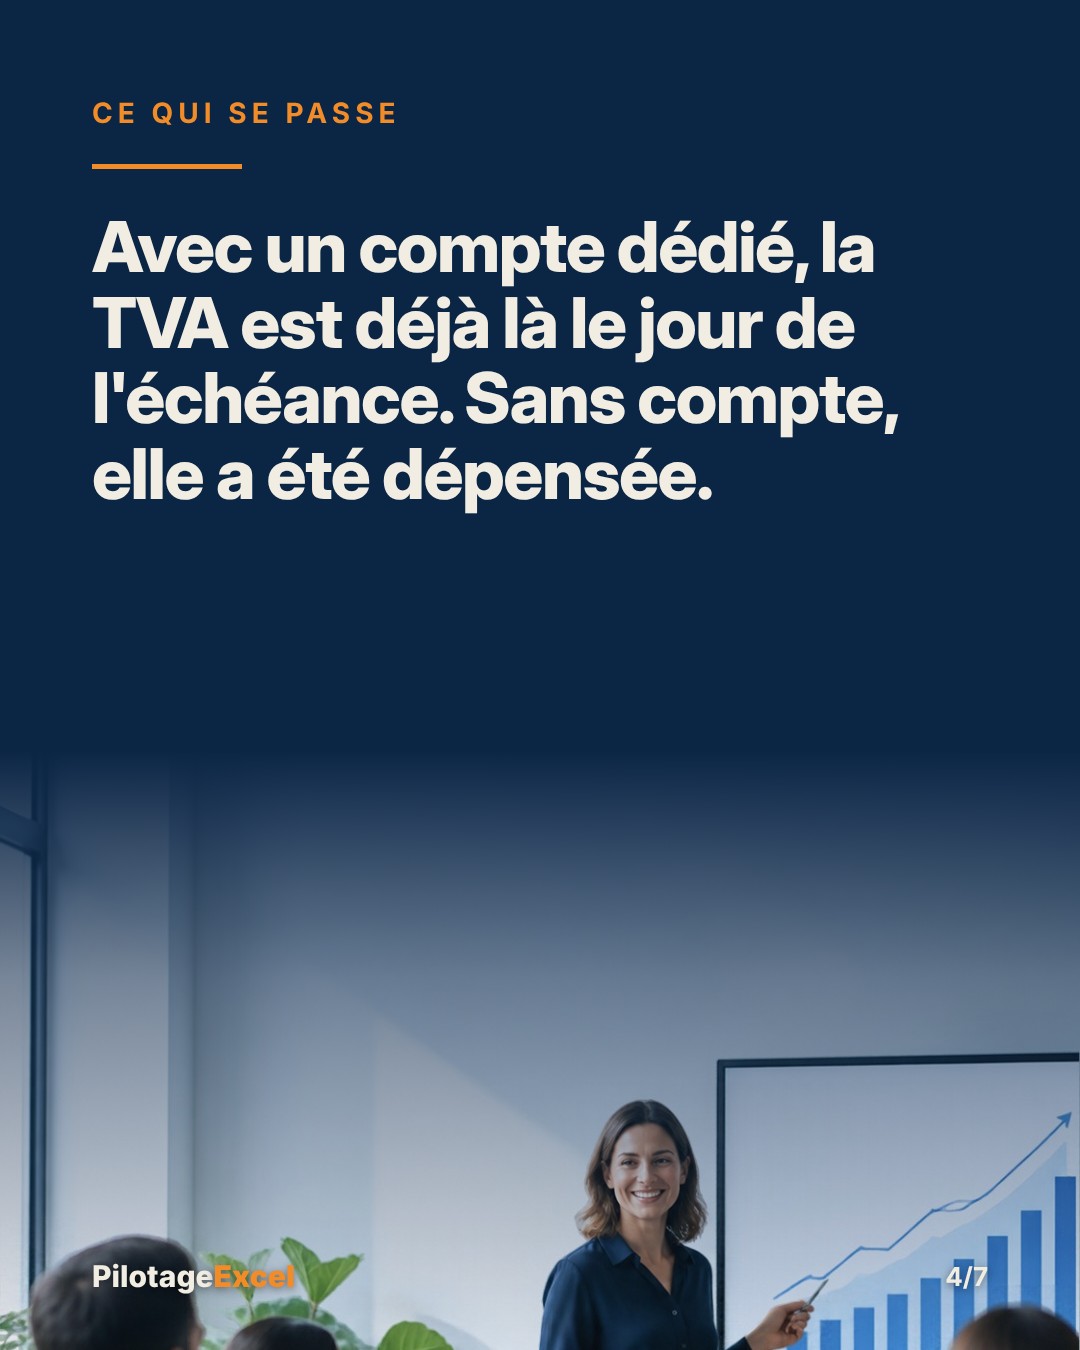 CE QUI SE PASSE
Avec un compte dédié, la
TVA est déjà là le jour de
l'échéance. Sans compte,
elle a été dépensée.
PilotageExcel
4/7